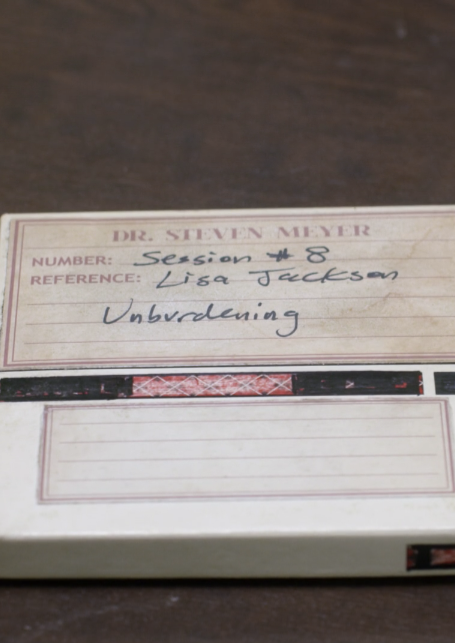 DR. STEVEN MEYER
NUMBER: Session # 8
REFERENCE: Lisa Jackson
Unburdening